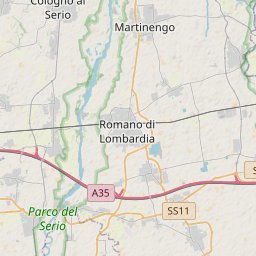 Cologno al
Serio
Martinengo
Romano di
Lombardia
A35
S
SS11
Parco del
Serio